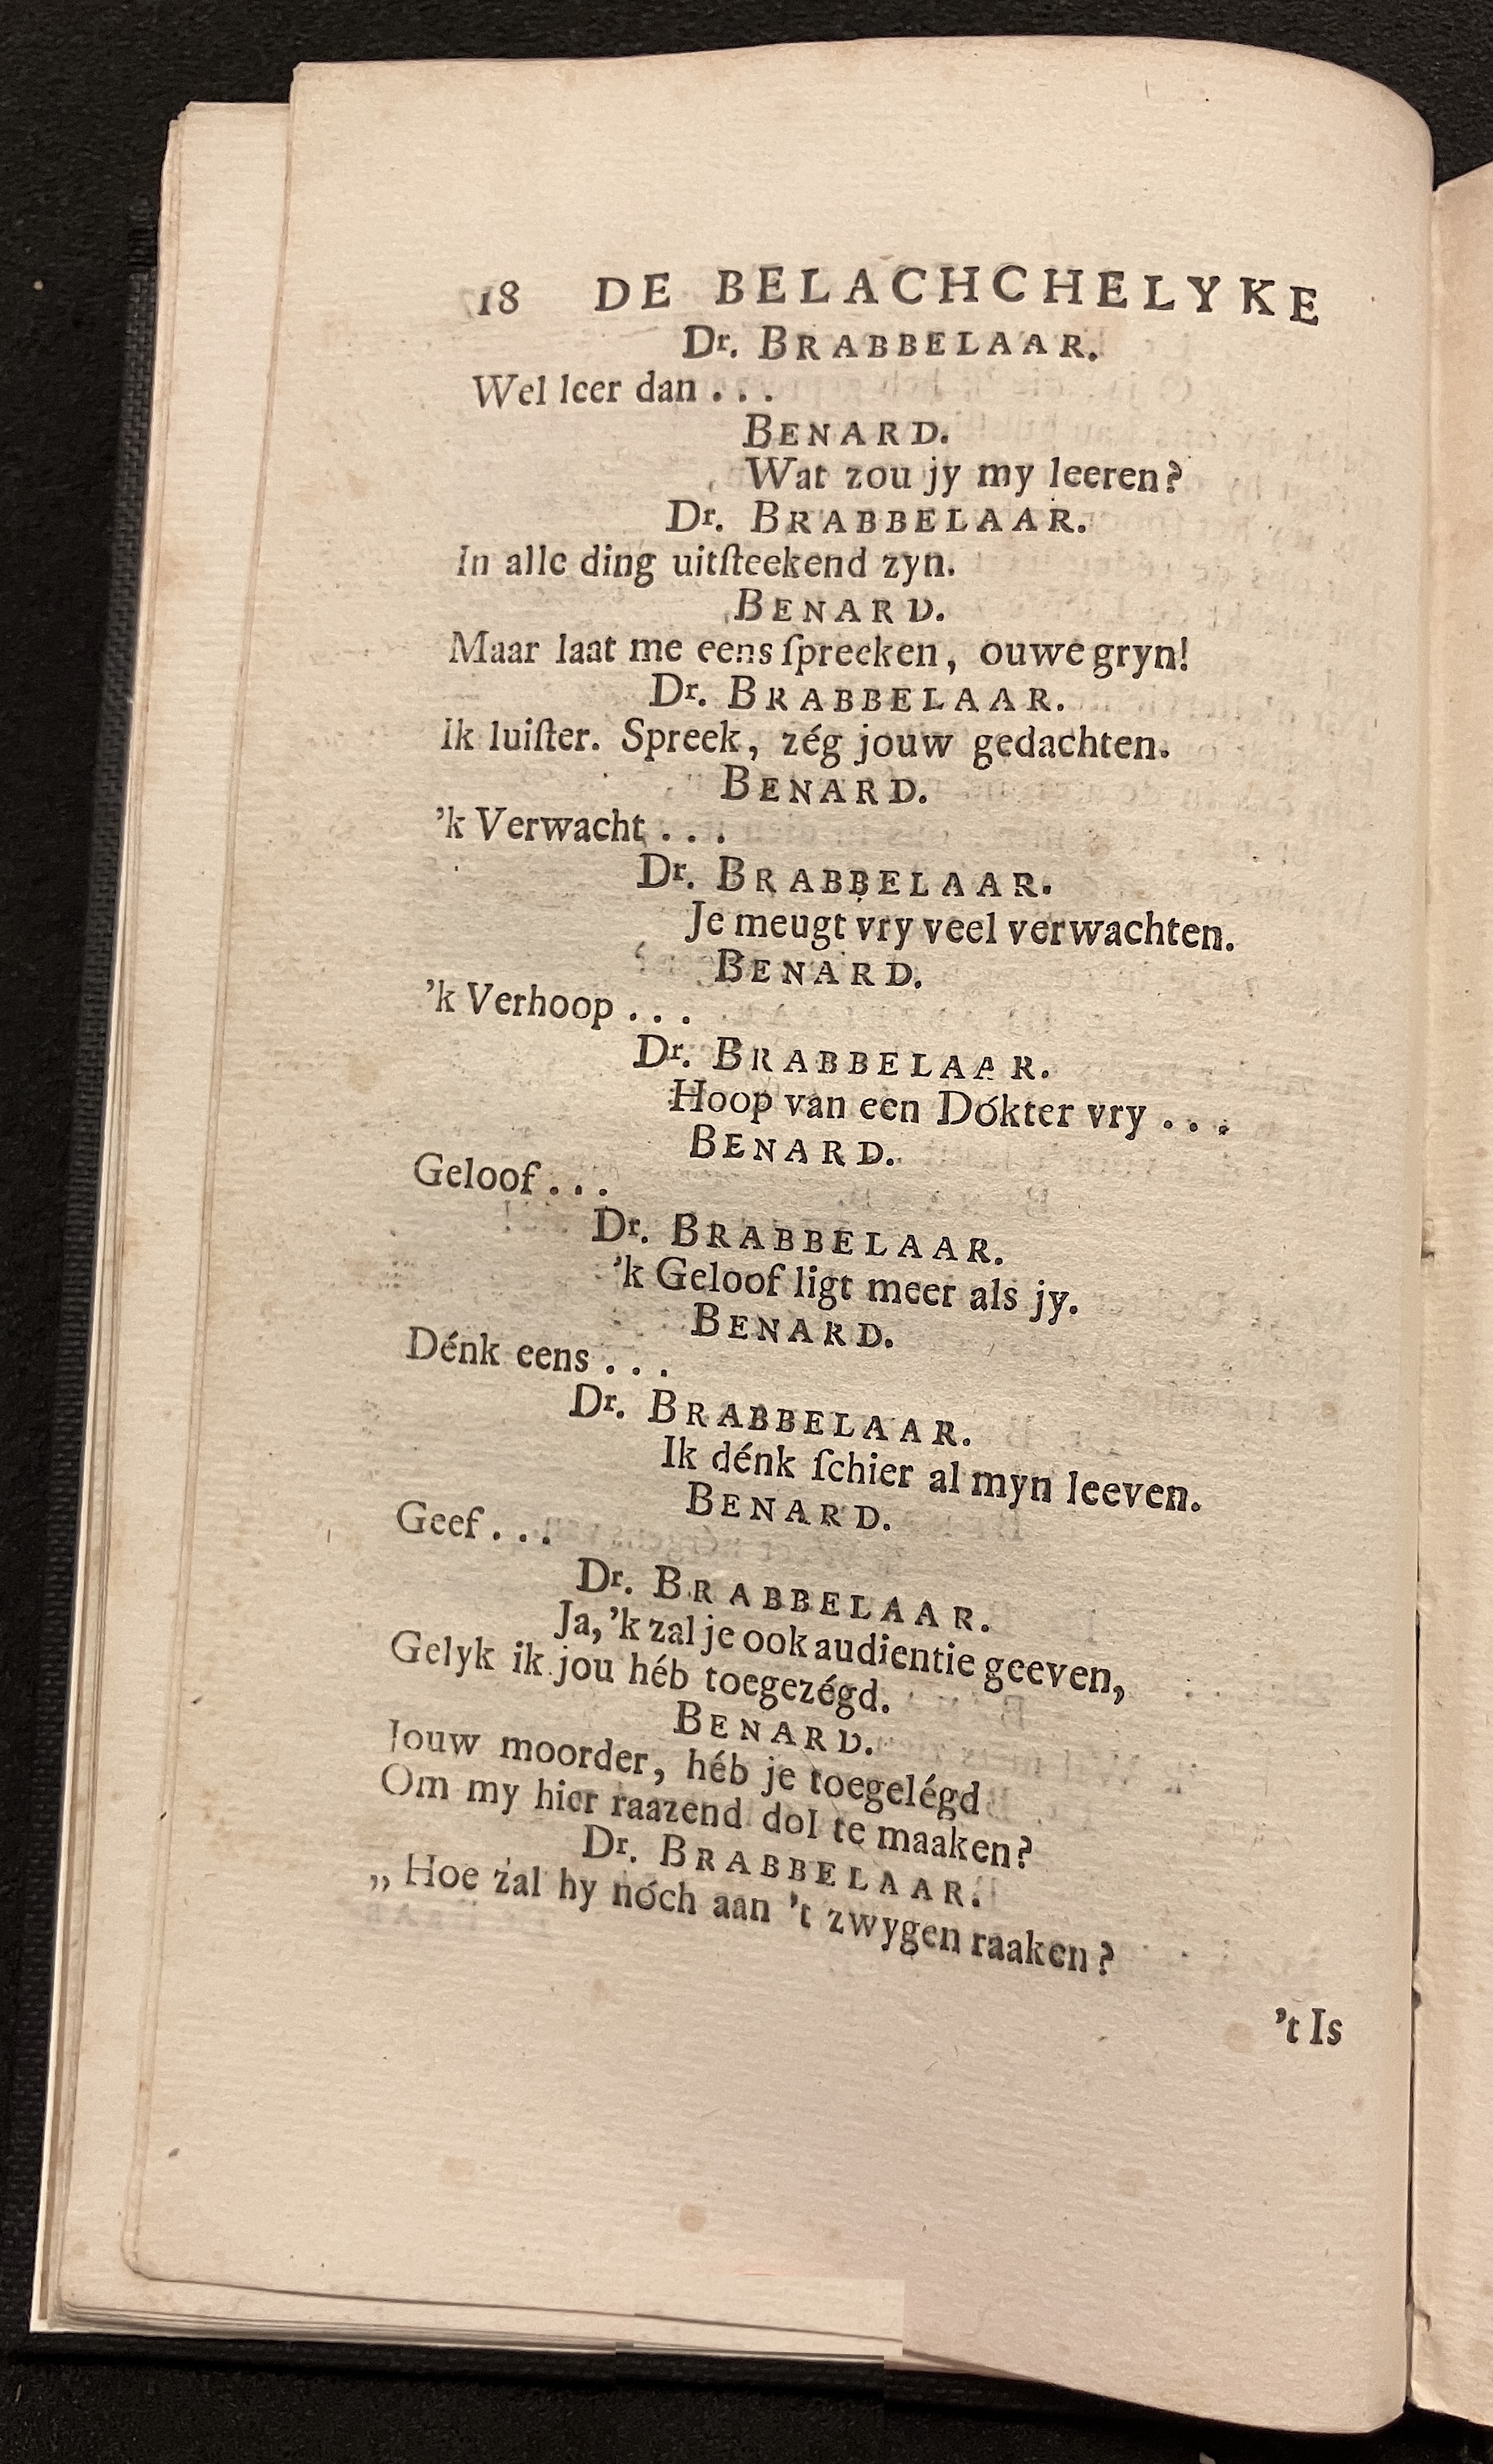 18 DE BELACHCHELYKE
Dr. BRABBELAAR.
Wel leer dan . . .
BENARD.
Wat zou jy my leeren?
Dr. BRABBELAAR.
In alle ding uitſteekend zyn.
BENARD.
Maar laat me eens ſpreeken, ouwe gryn!
Dr. BRABBELAAR.
Ik luiſter. Spreek, zég jouw gedachten.
BENARD.
'k Verwacht . . .
Dr. BRABBELAAR.
Je meugt vry veel verwachten.
BENARD.
'k Verhoop . . .
Dr. BRABBELAAR.
Hoop van een Dókter vry . . .
BENARD.
Geloof . . .
Dr. BRABBELAAR.
'k Geloof ligt meer als jy.
BENARD.
Dénk eens . . .
Dr. BRABBELAAR.
Ik dénk ſchier al myn leeven.
BENARD.
Geef . . .
Dr. BRABBELAAR.
Ja, 'k zal je ook audientie geeven,
Gelyk ik jou héb toegezégd.
BENARD.
Jouw moorder, héb je toegelégd
Om my hier raazend dol te maaken?
Dr. BRABBELAAR.
„ Hoe zal hy nóch aan 't zwygen raaken?
't Is